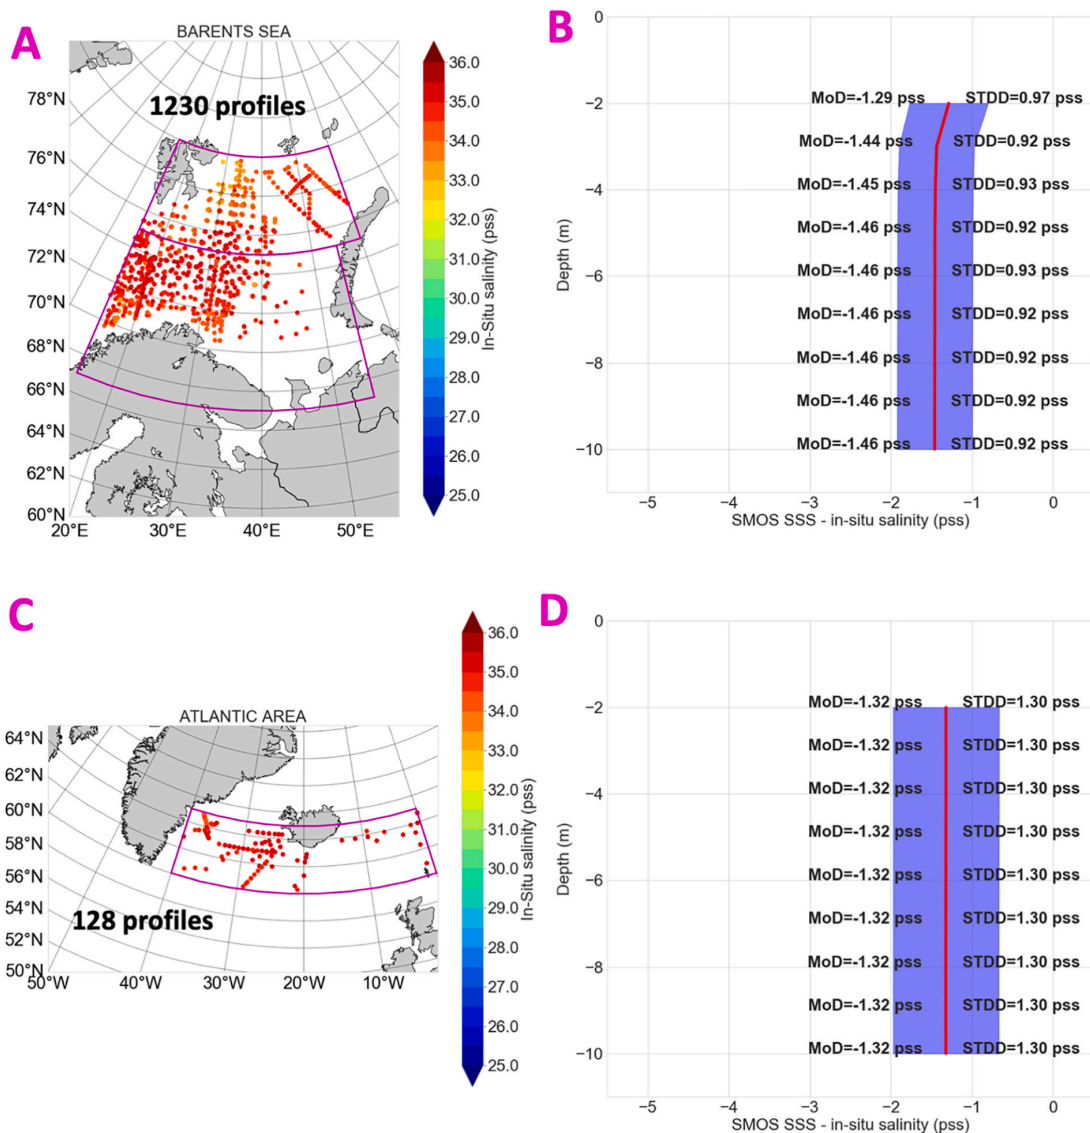 A
BARENTS SEA
1230 profiles
78°N
76°N
74°N
72°N
70°N
68°N
66°N
64°N
62°N
60°N
20°E 30°E 40°E 50°E
36.0
35.0
34.0
33.0
32.0
31.0
30.0
29.0
28.0
27.0
26.0
25.0
In-Situ salinity (pss)
B
0
−2
−4
−6
−8
−10
Depth (m)
MoD=-1.29 pss STDD=0.97 pss
MoD=-1.44 pss STDD=0.92 pss
MoD=-1.45 pss STDD=0.93 pss
MoD=-1.46 pss STDD=0.92 pss
MoD=-1.46 pss STDD=0.93 pss
MoD=-1.46 pss STDD=0.92 pss
MoD=-1.46 pss STDD=0.92 pss
MoD=-1.46 pss STDD=0.92 pss
MoD=-1.46 pss STDD=0.92 pss
−5 −4 −3 −2 −1 0
SMOS SSS - in-situ salinity (pss)
C
ATLANTIC AREA
64°N
62°N
60°N
58°N
56°N
54°N
52°N
50°N
128 profiles
50°W 40°W 30°W 20°W 10°W
36.0
35.0
34.0
33.0
32.0
31.0
30.0
29.0
28.0
27.0
26.0
25.0
In-Situ salinity (pss)
D
0
−2
−4
−6
−8
−10
Depth (m)
MoD=-1.32 pss STDD=1.30 pss
MoD=-1.32 pss STDD=1.30 pss
MoD=-1.32 pss STDD=1.30 pss
MoD=-1.32 pss STDD=1.30 pss
MoD=-1.32 pss STDD=1.30 pss
MoD=-1.32 pss STDD=1.30 pss
MoD=-1.32 pss STDD=1.30 pss
MoD=-1.32 pss STDD=1.30 pss
MoD=-1.32 pss STDD=1.30 pss
−5 −4 −3 −2 −1 0
SMOS SSS - in-situ salinity (pss)